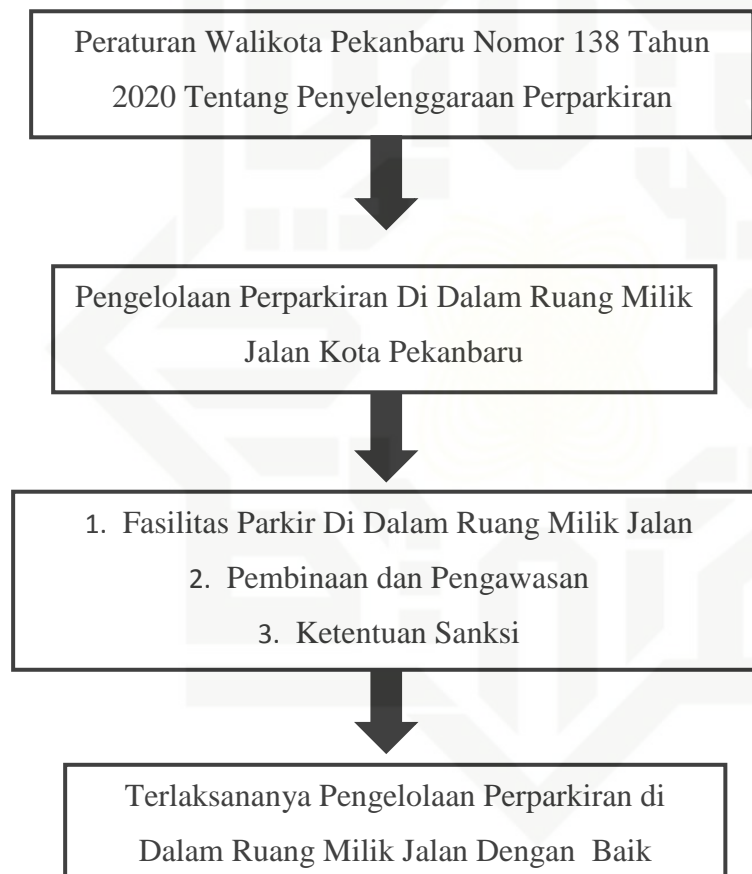 Peraturan Walikota Pekanbaru Nomor 138 Tahun
2020 Tentang Penyelenggaraan Perparkiran
Pengelolaan Perparkiran Di Dalam Ruang Milik
Jalan Kota Pekanbaru
1. Fasilitas Parkir Di Dalam Ruang Milik Jalan
2. Pembinaan dan Pengawasan
3. Ketentuan Sanksi
Terlaksananya Pengelolaan Perparkiran di
Dalam Ruang Milik Jalan Dengan Baik